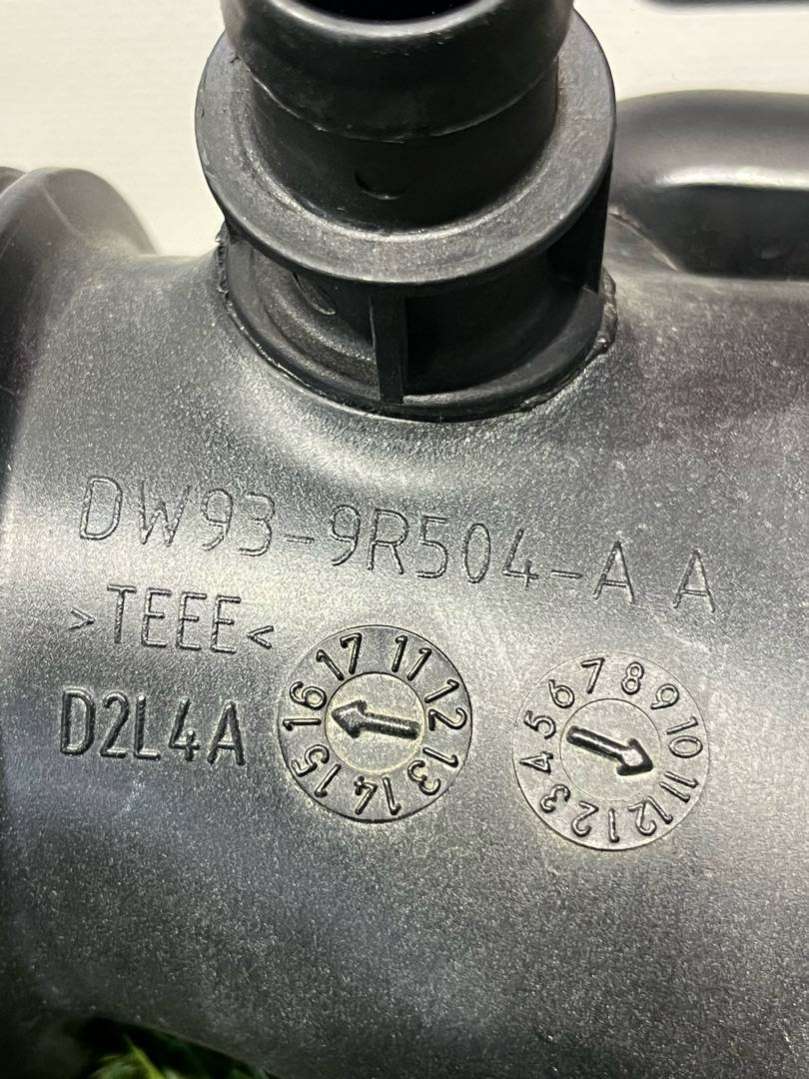 DW93-9R504-A A
>TEEE<
D2L4A
11 12 13 14 15 16 17
1 2 3 4 5 6 7 8 9 10 11 12